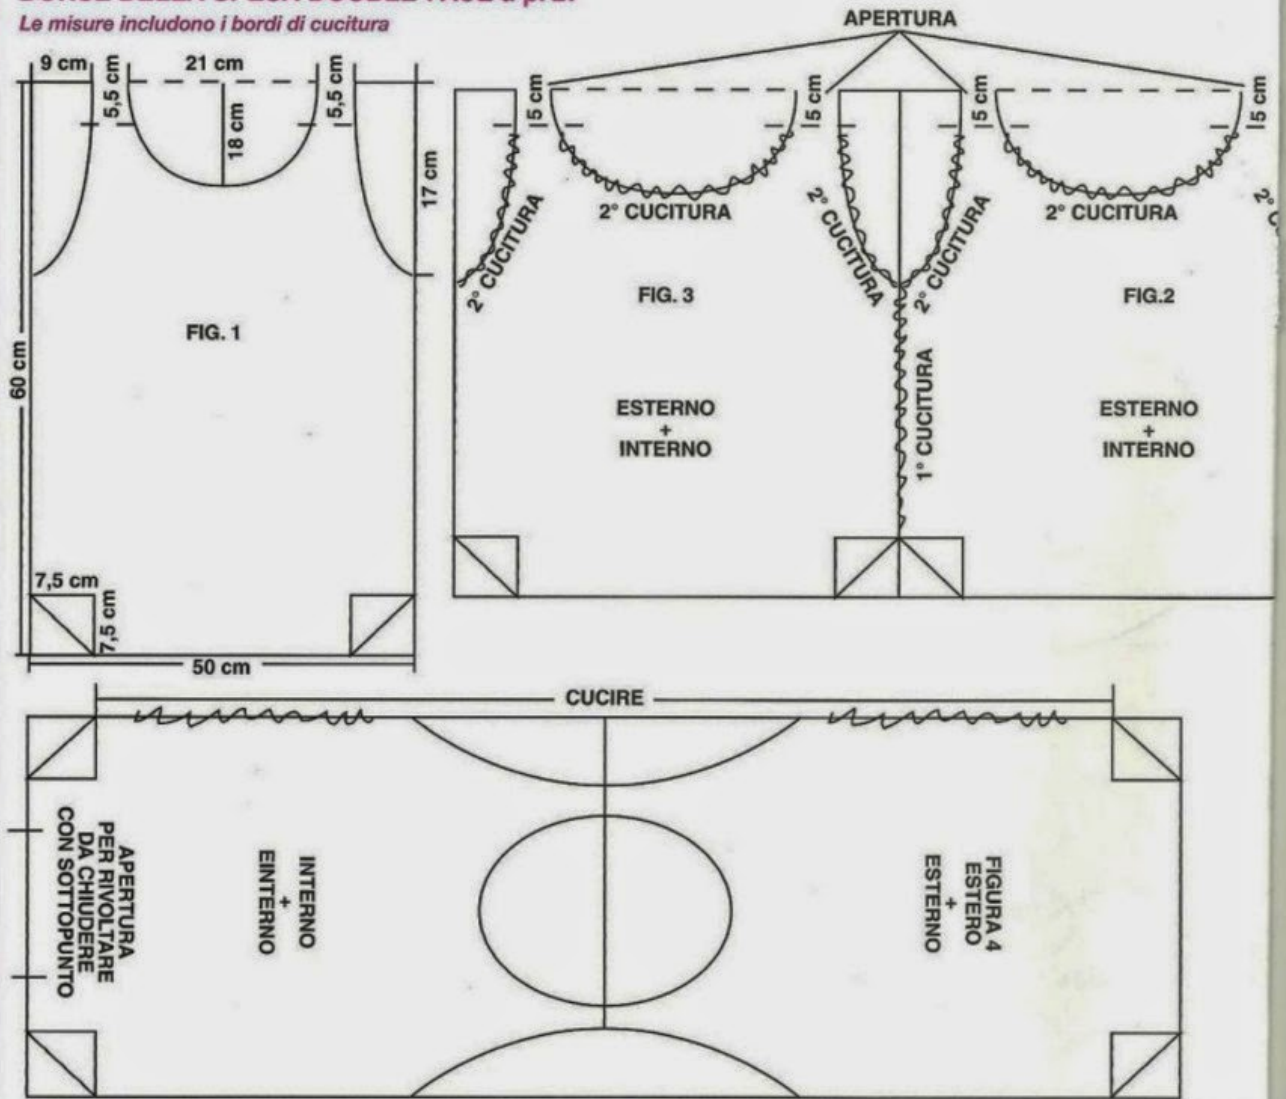 Le misure includono i bordi di cucitura
APERTURA
9 cm
5,5 cm
21 cm
5,5 cm
18 cm
17 cm
60 cm
FIG. 1
7,5 cm
7,5 cm
50 cm
5 cm
5 cm
5 cm
5 cm
2° CUCITURA
2° CUCITURA
2° CUCITURA
2° CUCITURA
2° CUCITURA
FIG. 3
FIG.2
ESTERNO
+
INTERNO
1° CUCITURA
ESTERNO
+
INTERNO
CUCIRE
APERTURA
PER RIVOLTARE
DA CHIUDERE
CON SOTTOPUNTO
INTERNO
+
EINTERNO
FIGURA 4
ESTERO
+
ESTERNO